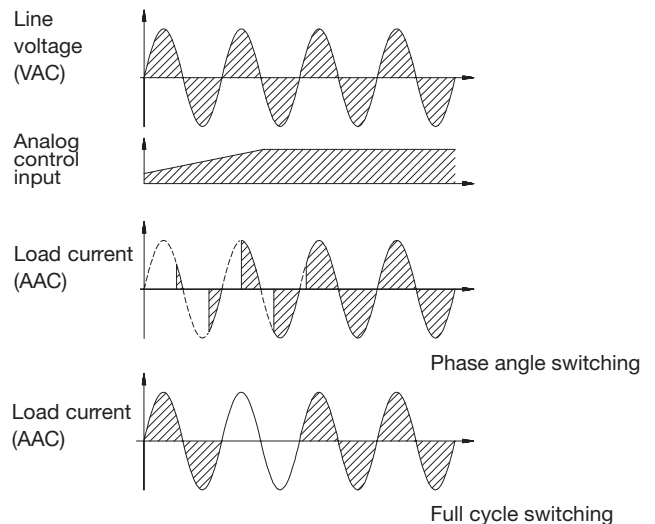 Line
voltage
(VAC)
Analog
control
input
Load current
(AAC)
Phase angle switching
Load current
(AAC)
Full cycle switching